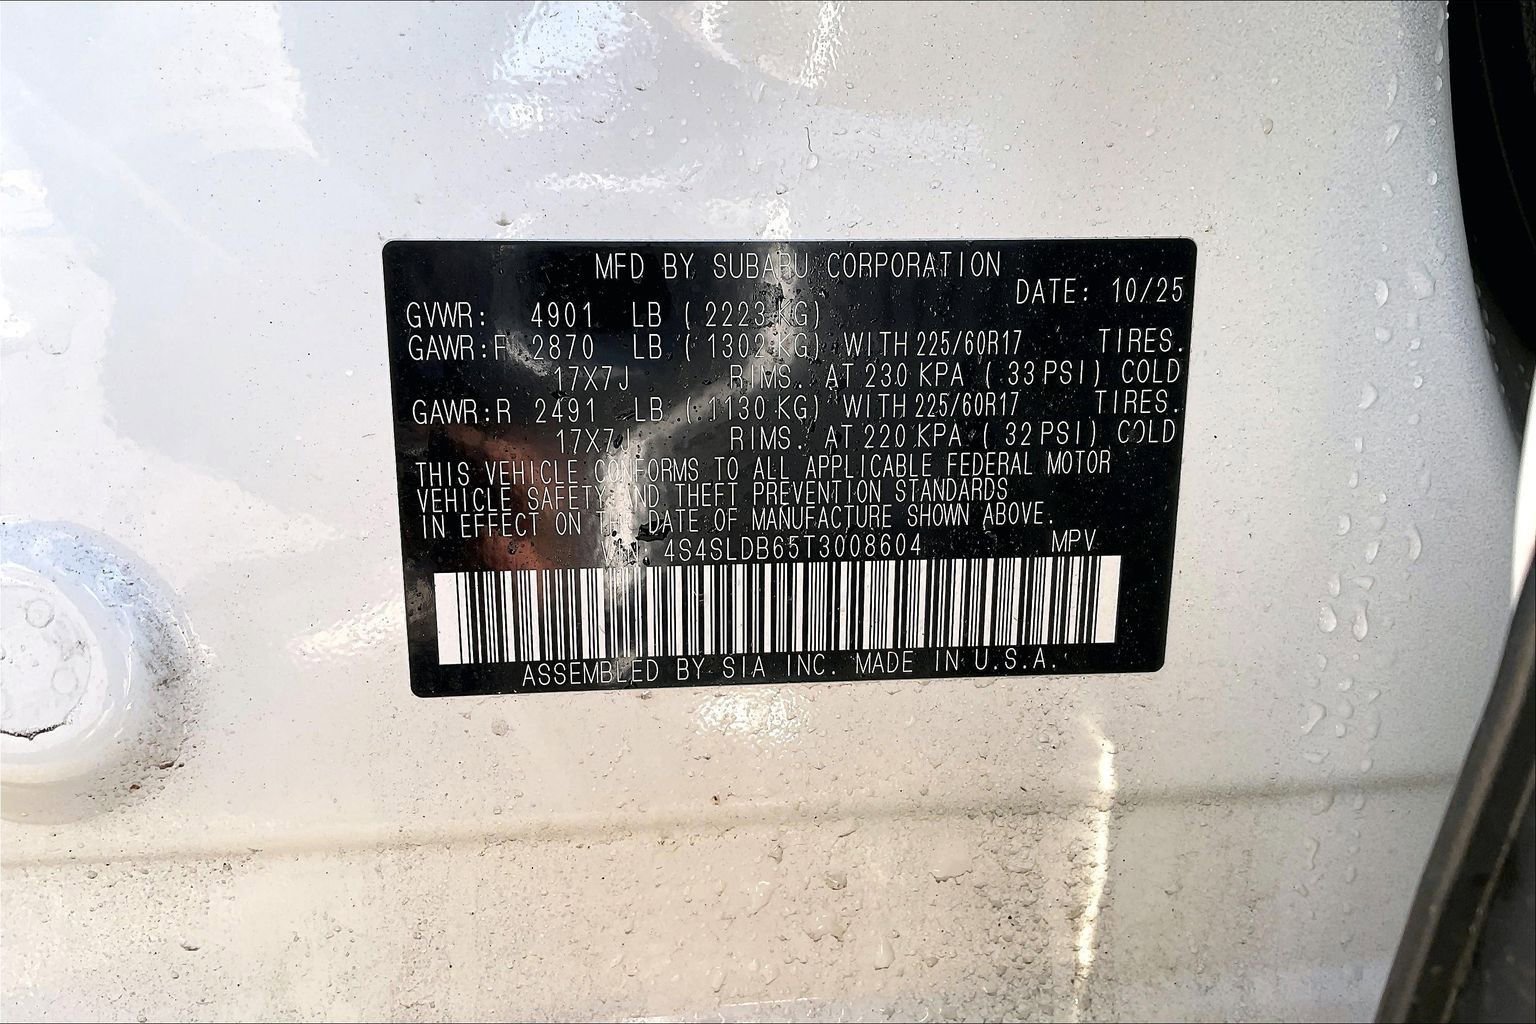 MFD BY SUBARU CORPORATION
DATE: 10/25
GVWR: 4901 LB ( 2223 KG)
GAWR:F 2870 LB ( 1302 KG) WITH 225/60R17 TIRES.
17X7J RIMS. AT 230 KPA ( 33 PSI) COLD
GAWR:R 2491 LB ( 1130 KG) WITH 225/60R17 TIRES.
17X7J RIMS. AT 220 KPA ( 32 PSI) COLD
THIS VEHICLE CONFORMS TO ALL APPLICABLE FEDERAL MOTOR
VEHICLE SAFETY AND THEFT PREVENTION STANDARDS
IN EFFECT ON THE DATE OF MANUFACTURE SHOWN ABOVE.
VIN: 4S4SLDB65T3008604 MPV
ASSEMBLED BY SIA INC. MADE IN U.S.A.